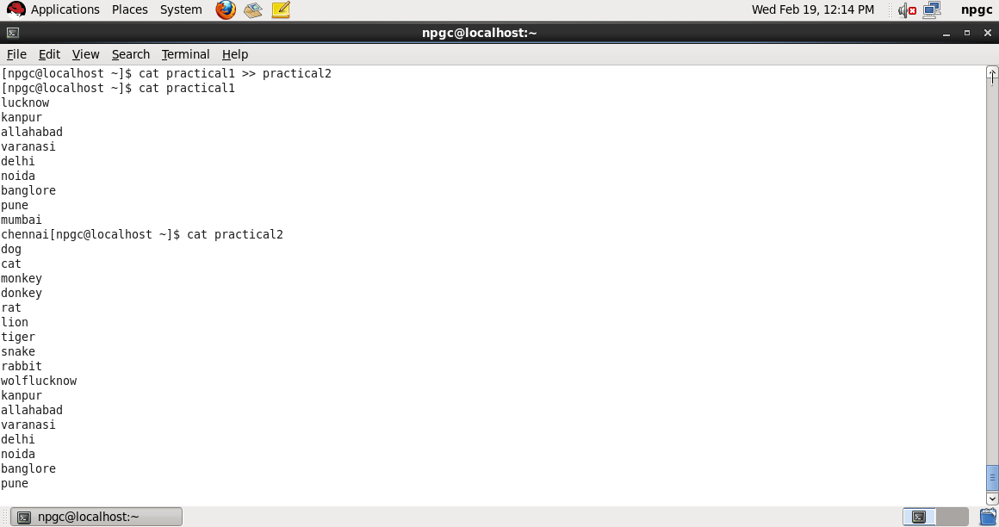 Applications Places System Wed Feb 19, 12:14 PM npgc
npgc@localhost:~
File Edit View Search Terminal Help
[npgc@localhost ~]$ cat practical1 >> practical2
[npgc@localhost ~]$ cat practical1
lucknow
kanpur
allahabad
varanasi
delhi
noida
banglore
pune
mumbai
chennai[npgc@localhost ~]$ cat practical2
dog
cat
monkey
donkey
rat
lion
tiger
snake
rabbit
wolflucknow
kanpur
allahabad
varanasi
delhi
noida
banglore
pune
npgc@localhost:~